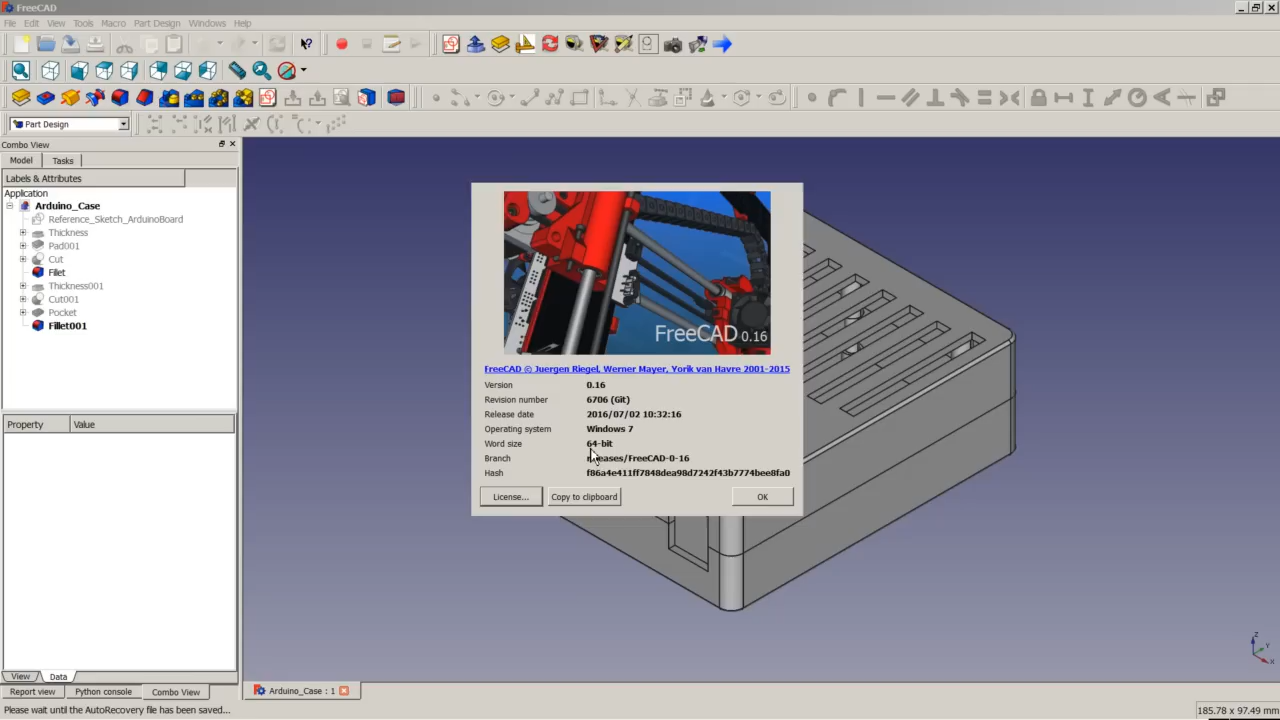 FreeCAD
File Edit View Tools Macro Part Design Windows Help
Part Design
Combo View
Model Tasks
Labels & Attributes
Application
Arduino_Case
Reference_Sketch_ArduinoBoard
Thickness
Pad001
Cut
Fillet
Thickness001
Cut001
Pocket
Fillet001
Property Value
View Data
Report view Python console Combo View
Please wait until the AutoRecovery file has been saved...
FreeCAD 0.16
FreeCAD © Juergen Riegel, Werner Mayer, Yorik van Havre 2001-2015
Version 0.16
Revision number 6706 (Git)
Release date 2016/07/02 10:32:16
Operating system Windows 7
Word size 64-bit
Branch releases/FreeCAD-0-16
Hash f86a4e411ff7848dea98d7242f43b7774bee8fa0
License... Copy to clipboard OK
Z
Y
X
Arduino_Case : 1
185.78 x 97.49 mm